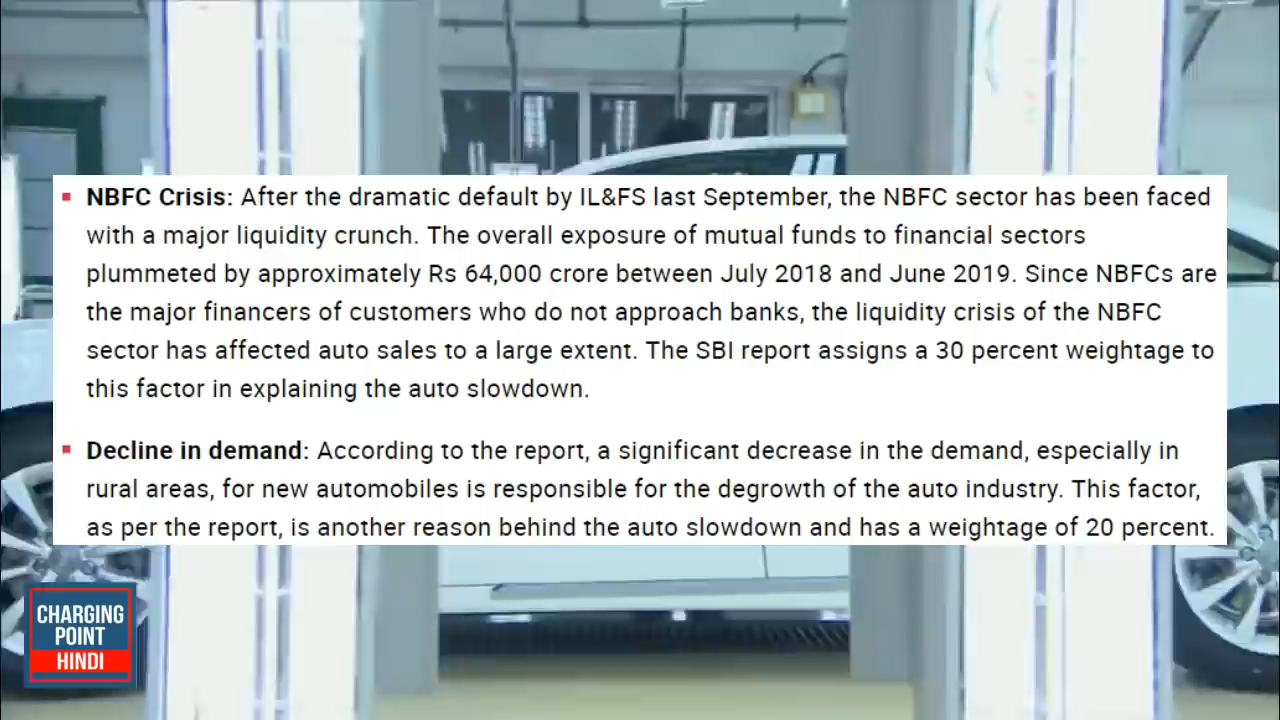 NBFC Crisis: After the dramatic default by IL&FS last September, the NBFC sector has been faced
with a major liquidity crunch. The overall exposure of mutual funds to financial sectors
plummeted by approximately Rs 64,000 crore between July 2018 and June 2019. Since NBFCs are
the major financers of customers who do not approach banks, the liquidity crisis of the NBFC
sector has affected auto sales to a large extent. The SBI report assigns a 30 percent weightage to
this factor in explaining the auto slowdown.
Decline in demand: According to the report, a significant decrease in the demand, especially in
rural areas, for new automobiles is responsible for the degrowth of the auto industry. This factor,
as per the report, is another reason behind the auto slowdown and has a weightage of 20 percent.
CHARGING
POINT
HINDI